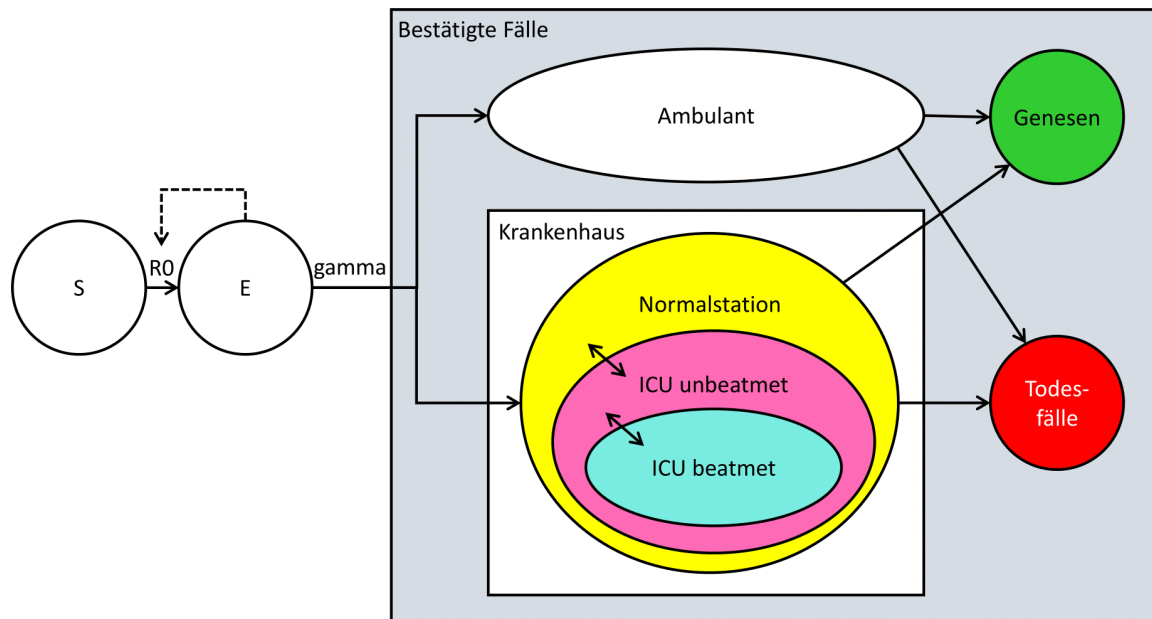 Bestätigte Fälle
Ambulant
Genesen
Krankenhaus
R0
gamma
S
E
Normalstation
ICU unbeatmet
Todes-
fälle
ICU beatmet